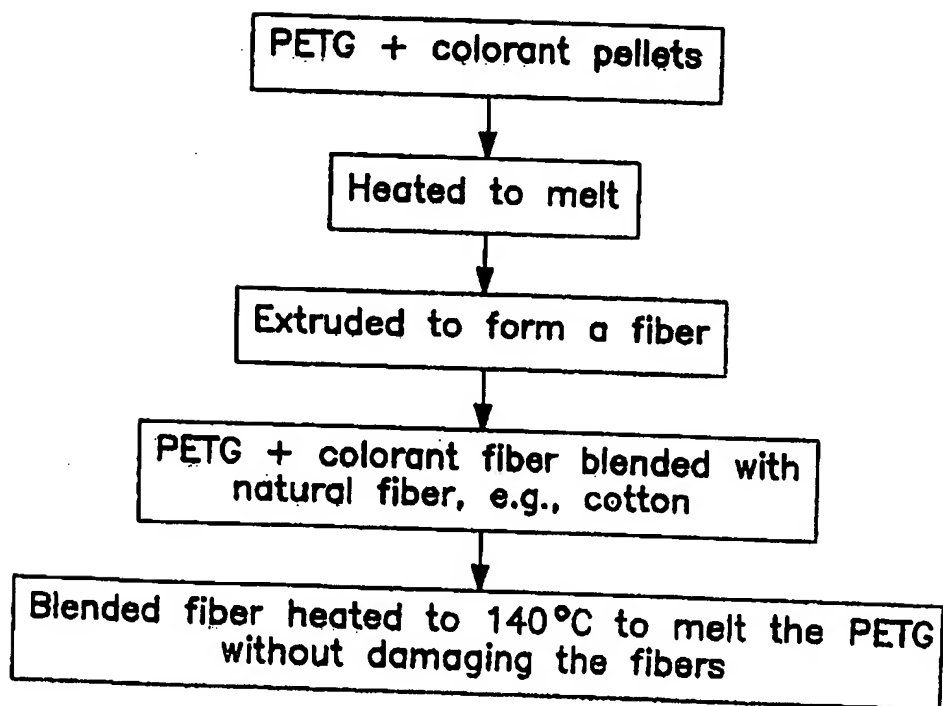 PETG + colorant pellets
Heated to melt
Extruded to form a fiber
PETG + colorant fiber blended with
natural fiber, e.g., cotton
Blended fiber heated to 140°C to melt the PETG
without damaging the fibers